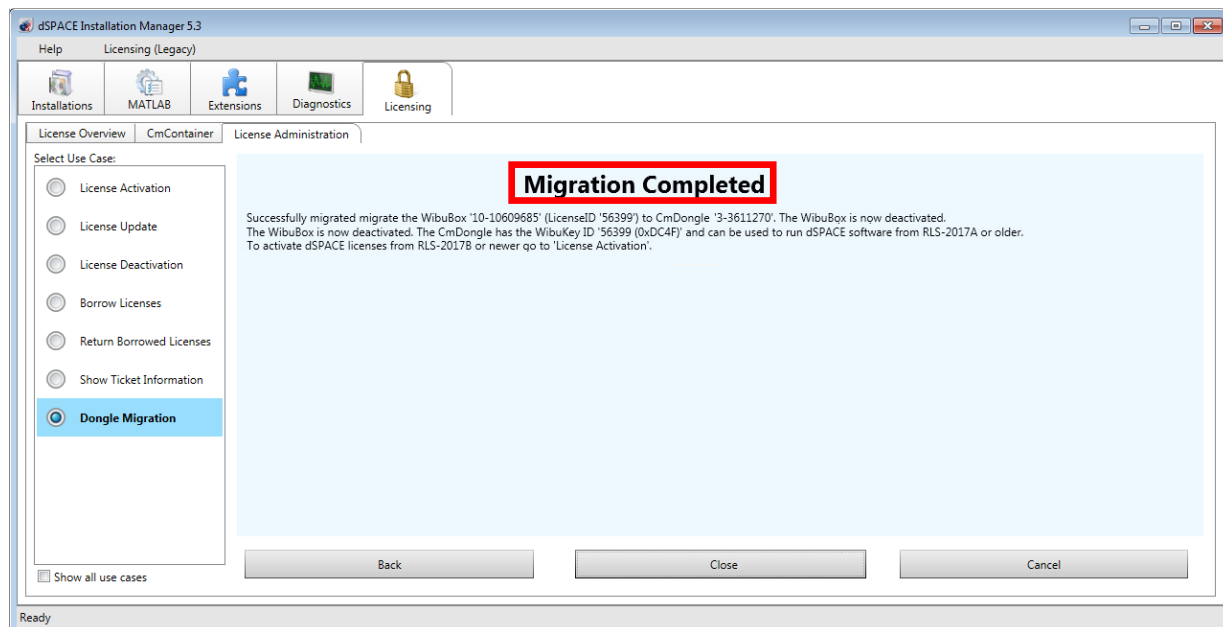 dSPACE Installation Manager 5.3
Help Licensing (Legacy)
Installations MATLAB Extensions Diagnostics Licensing
License Overview CmContainer License Administration
Select Use Case:
License Activation
License Update
License Deactivation
Borrow Licenses
Return Borrowed Licenses
Show Ticket Information
Dongle Migration
Show all use cases
Migration Completed
Successfully migrated migrate the WibuBox '10-10609685' (LicenseID '56399') to CmDongle '3-3611270'. The WibuBox is now deactivated.
The WibuBox is now deactivated. The CmDongle has the WibuKey ID '56399 (0xDC4F)' and can be used to run dSPACE software from RLS-2017A or older.
To activate dSPACE licenses from RLS-2017B or newer go to 'License Activation'.
Back Close Cancel
Ready